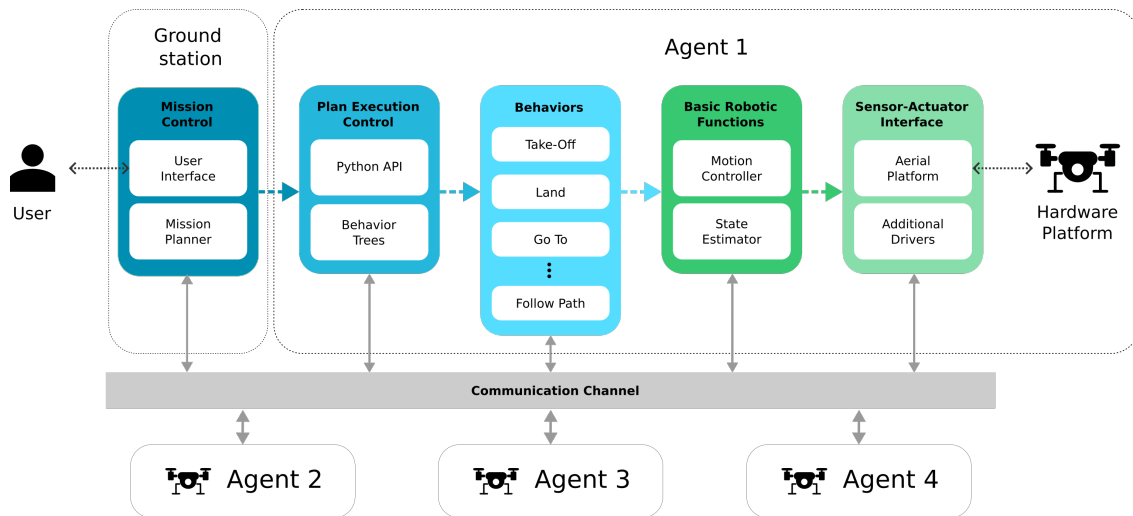 Ground
station
Agent 1
Mission
Control
User
Interface
Mission
Planner
Plan Execution
Control
Python API
Behavior
Trees
Behaviors
Take-Off
Land
Go To
Follow Path
Basic Robotic
Functions
Motion
Controller
State
Estimator
Sensor-Actuator
Interface
Aerial
Platform
Additional
Drivers
User
Hardware
Platform
Communication Channel
Agent 2
Agent 3
Agent 4